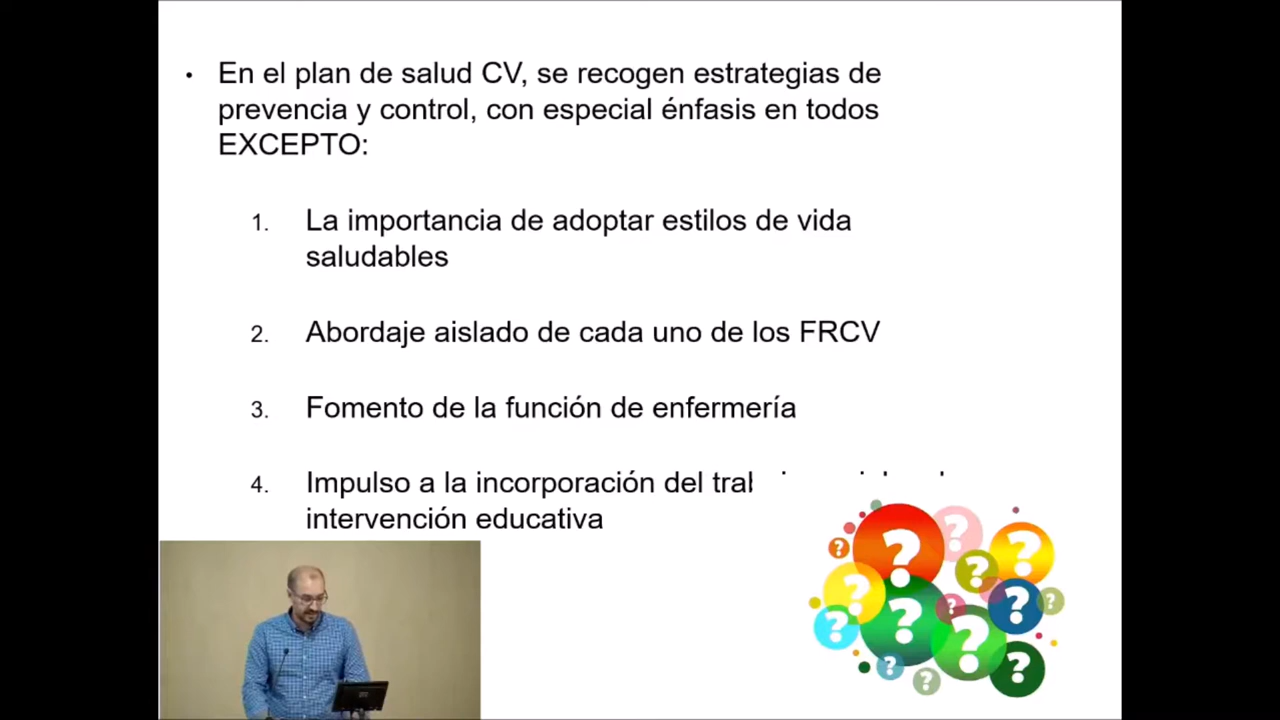 • En el plan de salud CV, se recogen estrategias de
prevencia y control, con especial énfasis en todos
EXCEPTO:
1. La importancia de adoptar estilos de vida
saludables
2. Abordaje aislado de cada uno de los FRCV
3. Fomento de la función de enfermería
4. Impulso a la incorporación del
intervención educativa
? ? ? ? ? ? ? ? ? ? ? ? ? ?